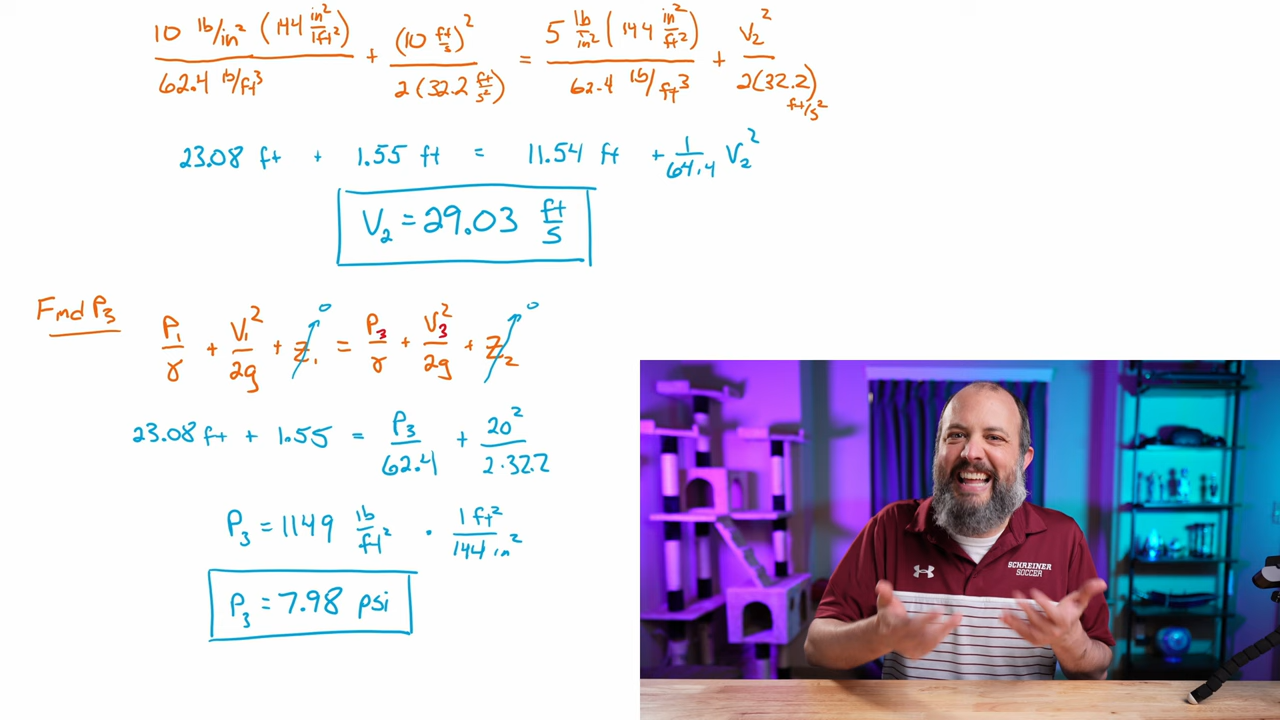 10 lb/in² (144 in²/1ft²) / 62.4 lb/ft³ + (10 ft/s)² / 2(32.2 ft/s²) = 5 lb/in² (144 in²/ft²) / 62.4 lb/ft³ + V₂² / 2(32.2) ft/s²
23.08 ft + 1.55 ft = 11.54 ft + 1/64.4 V₂²
V₂ = 29.03 ft/s
Find P₃
P₁/γ + V₁²/2g + Z₁ 0 = P₃/γ + V₃²/2g + Z₂ 0
23.08 ft + 1.55 = P₃/62.4 + 20²/2·32.2
P₃ = 1149 lb/ft² · 1 ft²/144 in²
P₃ = 7.98 psi
SCHREINER
SOCCER